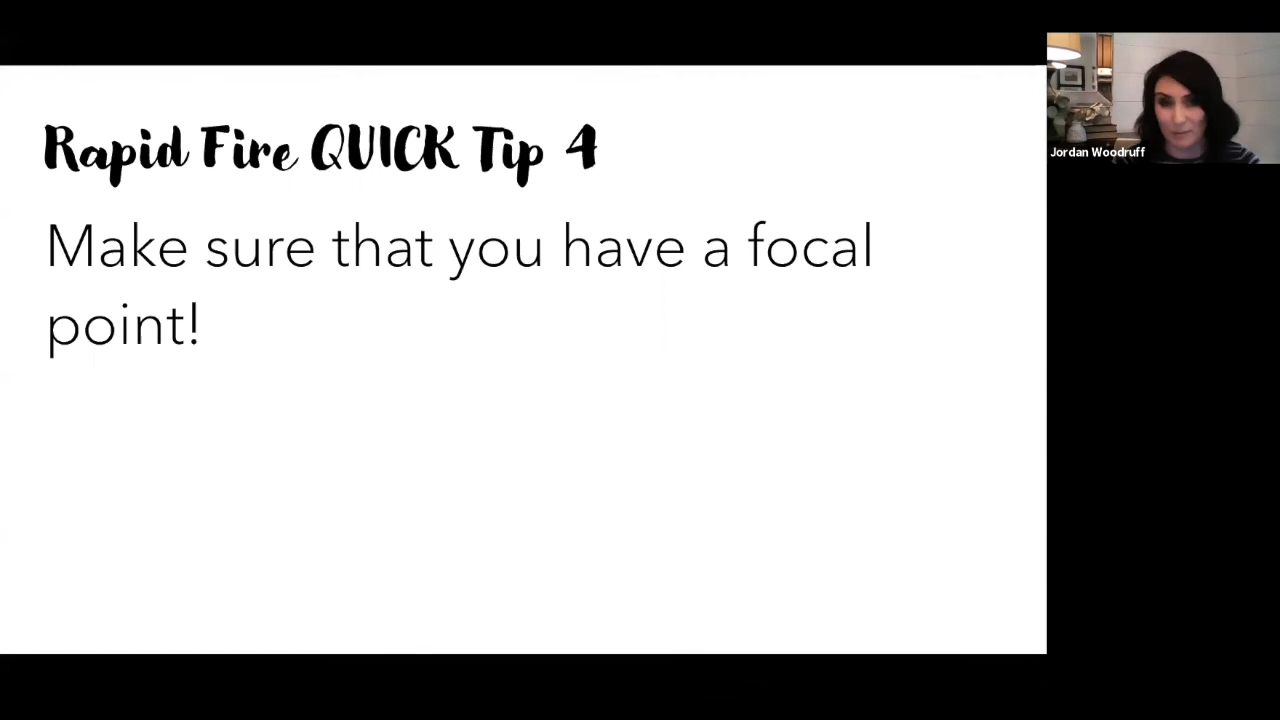 Rapid Fire QUICK Tip 4
Make sure that you have a focal
point!
Jordan Woodruff